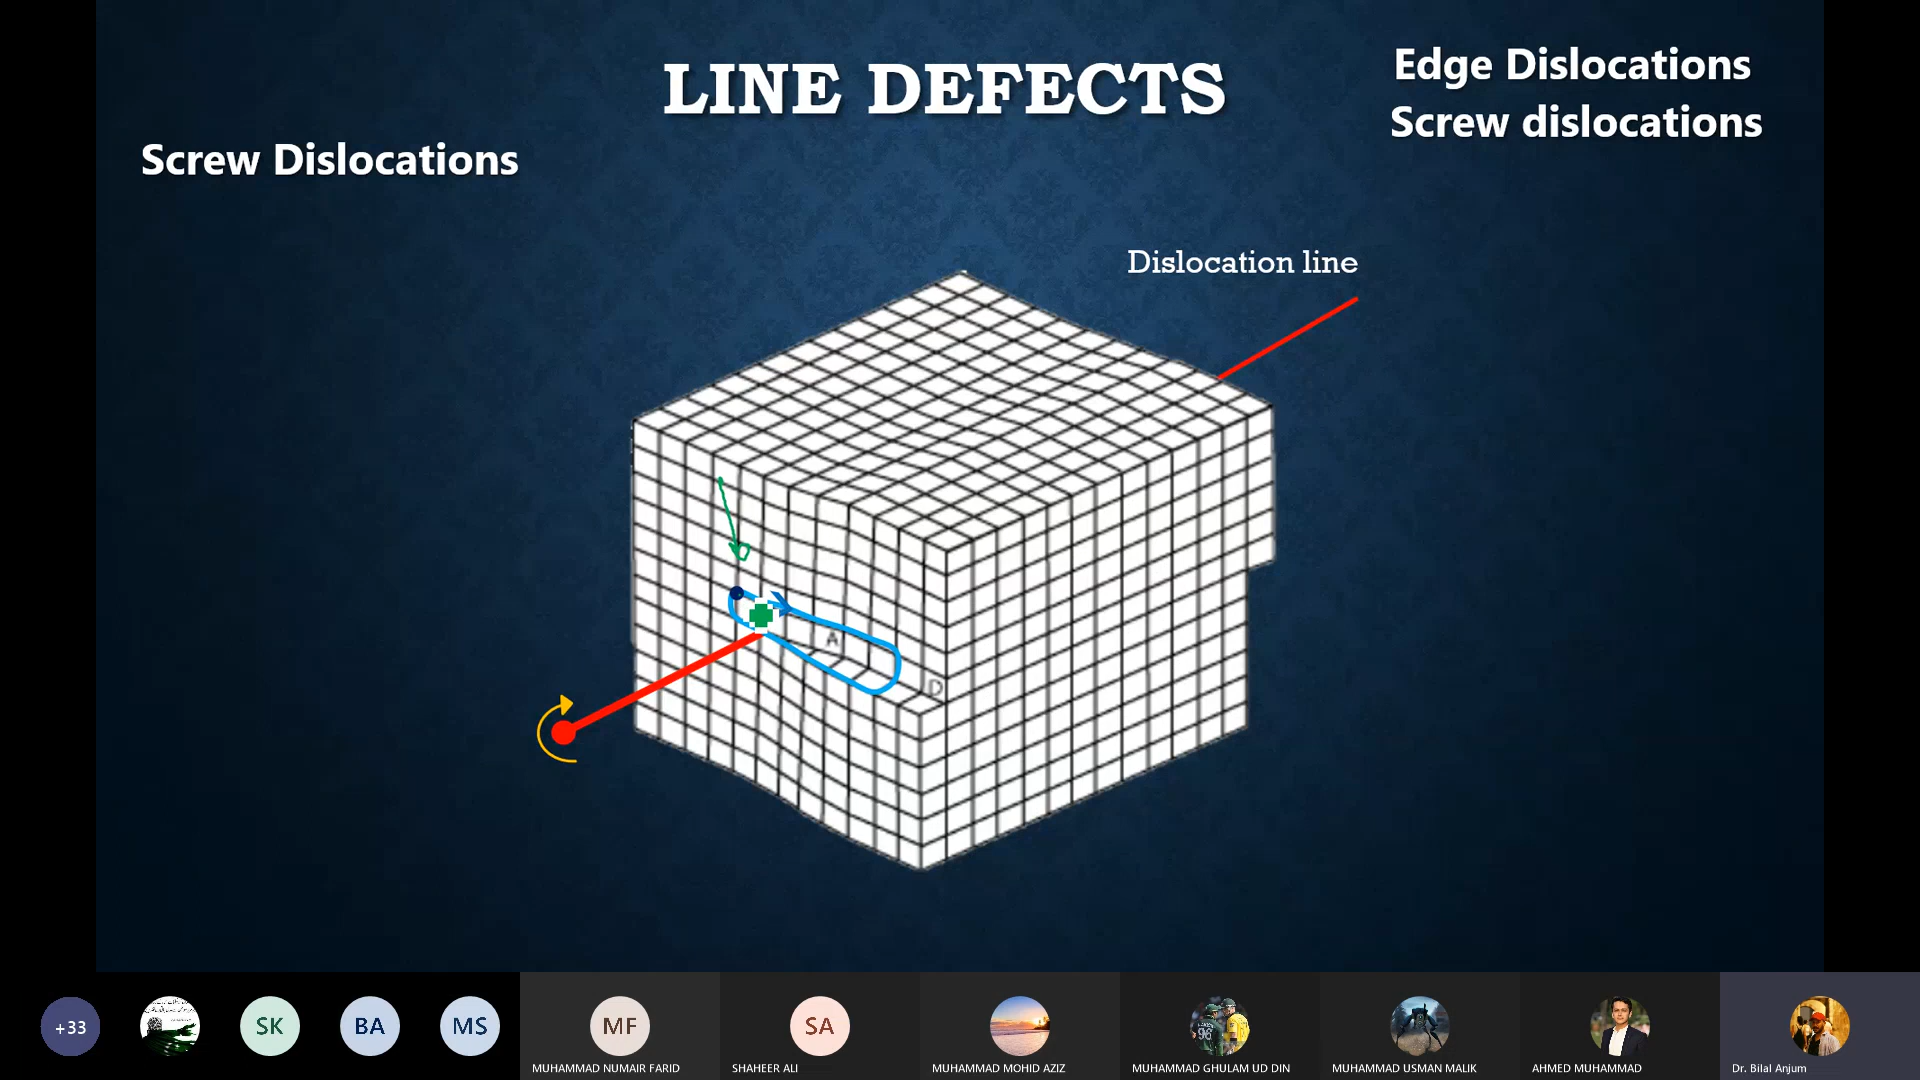 LINE DEFECTS
Edge Dislocations
Screw dislocations
Screw Dislocations
Dislocation line
A
D
+33
SK
BA
MS
MF
MUHAMMAD NUMAIR FARID
SA
SHAHEER ALI
MUHAMMAD MOHID AZIZ
96
MUHAMMAD GHULAM UD DIN
MUHAMMAD USMAN MALIK
AHMED MUHAMMAD
Dr. Bilal Anjum